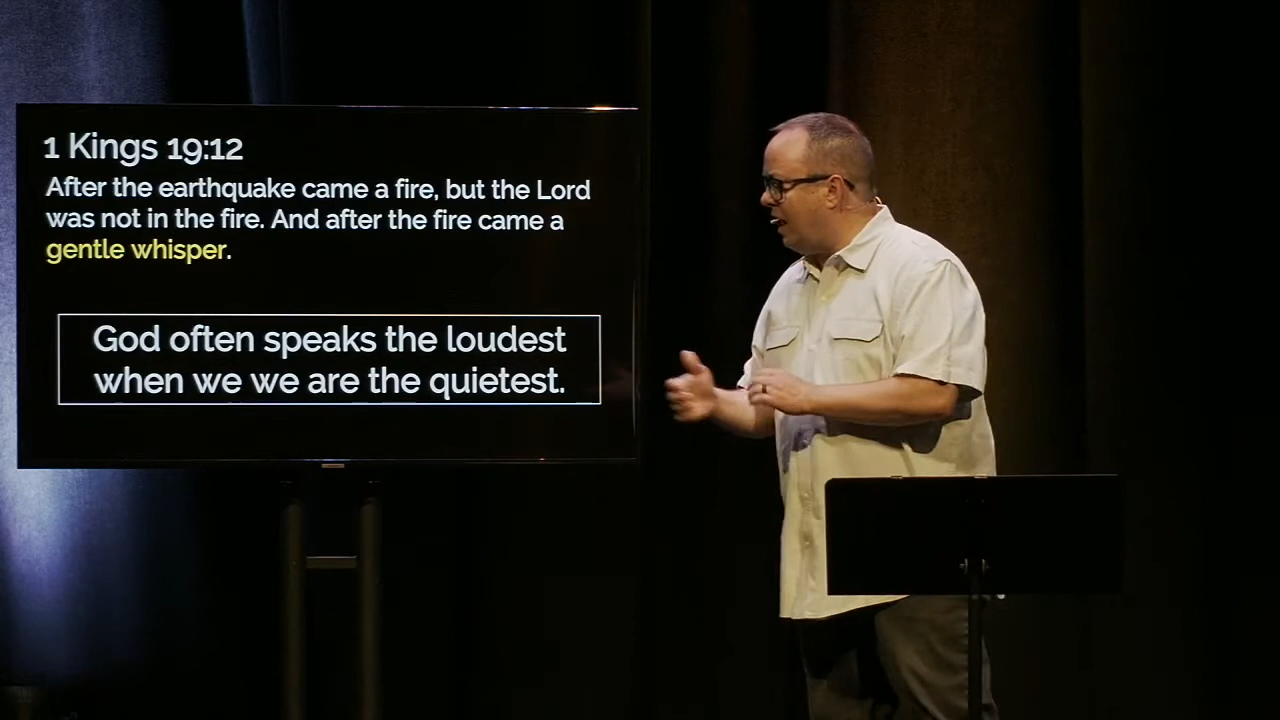 1 Kings 19:12
After the earthquake came a fire, but the Lord
was not in the fire. And after the fire came a
gentle whisper.
God often speaks the loudest
when we we are the quietest.